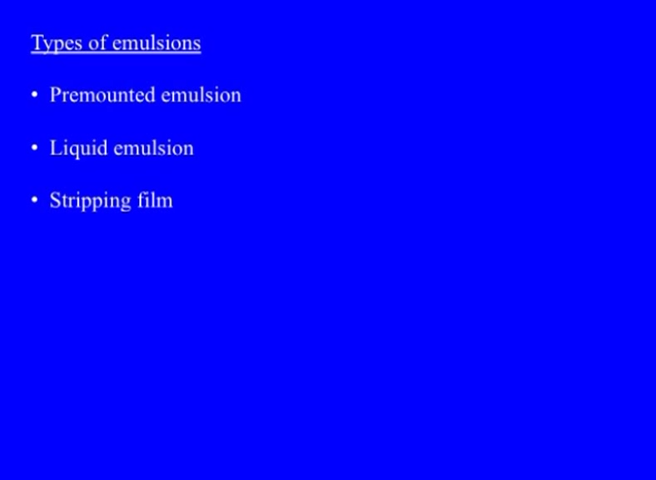 Types of emulsions
• Premounted emulsion
• Liquid emulsion
• Stripping film